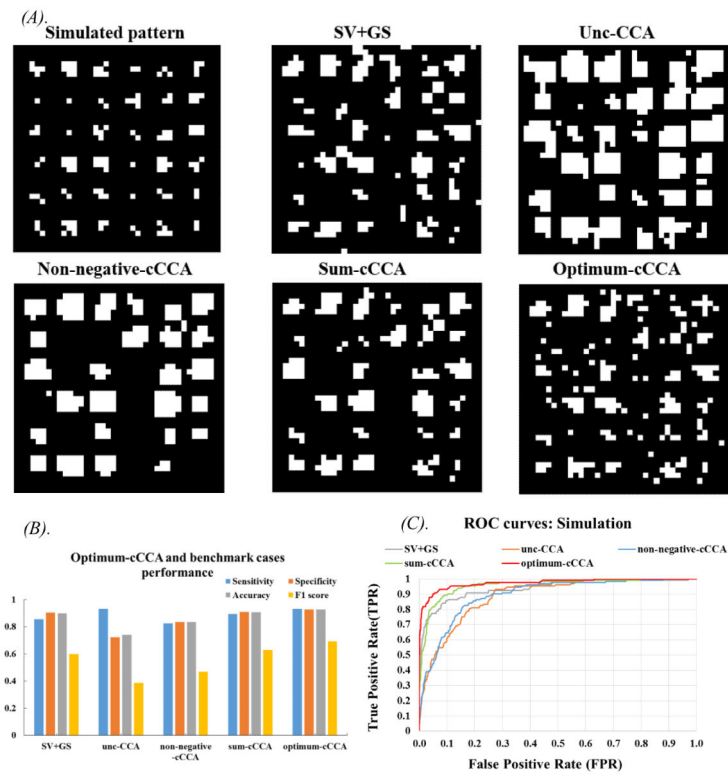 (A).
Simulated pattern
SV+GS
Unc-CCA
Non-negative-cCCA
Sum-cCCA
Optimum-cCCA
(B).
Optimum-cCCA and benchmark cases
performance
Sensitivity
Specificity
Accuracy
F1 score
1
0.8
0.6
0.4
0.2
0
SV+GS
unc-CCA
non-negative
-cCCA
sum-cCCA
optimum-cCCA
(C).
ROC curves: Simulation
SV+GS
unc-CCA
non-negative-cCCA
sum-cCCA
optimum-cCCA
True Positive Rate(TPR)
1
0.9
0.8
0.7
0.6
0.5
0.4
0.3
0.2
0.1
0
0.0
0.1
0.2
0.3
0.4
0.5
0.6
0.7
0.8
0.9
1.0
False Positive Rate (FPR)